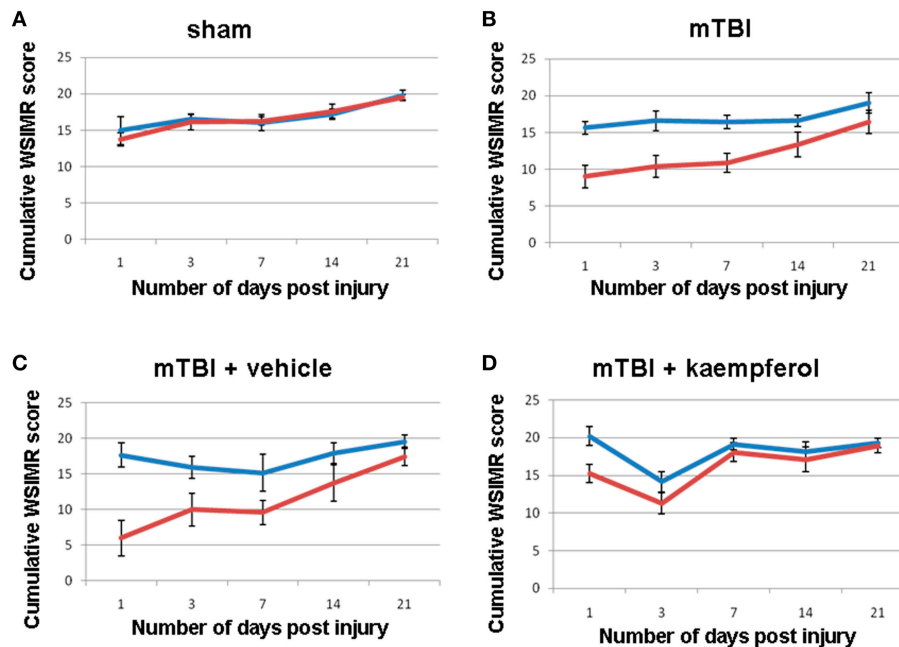 A
sham
Cumulative WSIMR score
25
20
15
10
5
0
1 3 7 14 21
Number of days post injury
B
mTBI
Cumulative WSIMR score
25
20
15
10
5
0
1 3 7 14 21
Number of days post injury
C
mTBI + vehicle
Cumulative WSIMR score
25
20
15
10
5
0
1 3 7 14 21
Number of days post injury
D
mTBI + kaempferol
Cumulative WSIMR score
25
20
15
10
5
0
1 3 7 14 21
Number of days post injury